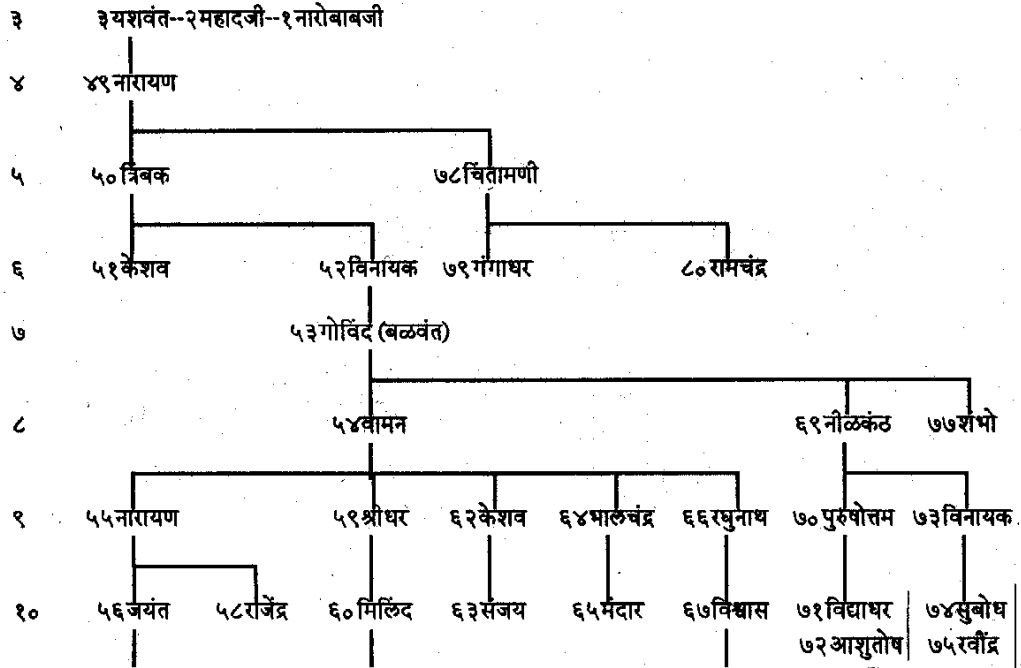 ३ ३यशवंत--२महादजी--१नारोबाबजी
४ ४९नारायण
५ ५०त्रिंबक ७८चिंतामणी
६ ५१केशव ५२विनायक ७९गंगाधर ८०रामचंद्र
७ ५३गोविंद (बळवंत)
८ ५४वामन ६९नीळकंठ ७७शंभो
९ ५५नारायण ५९श्रीधर ६२केशव ६४भालचंद्र ६६रघुनाथ ७०पुरुषोत्तम ७३विनायक
१० ५६जयंत ५८राजेंद्र ६०मिलिंद ६३संजय ६५मंदार ६७विश्वास ७१विद्याधर ७४सुबोध
७२आशुतोष ७५रवींद्र